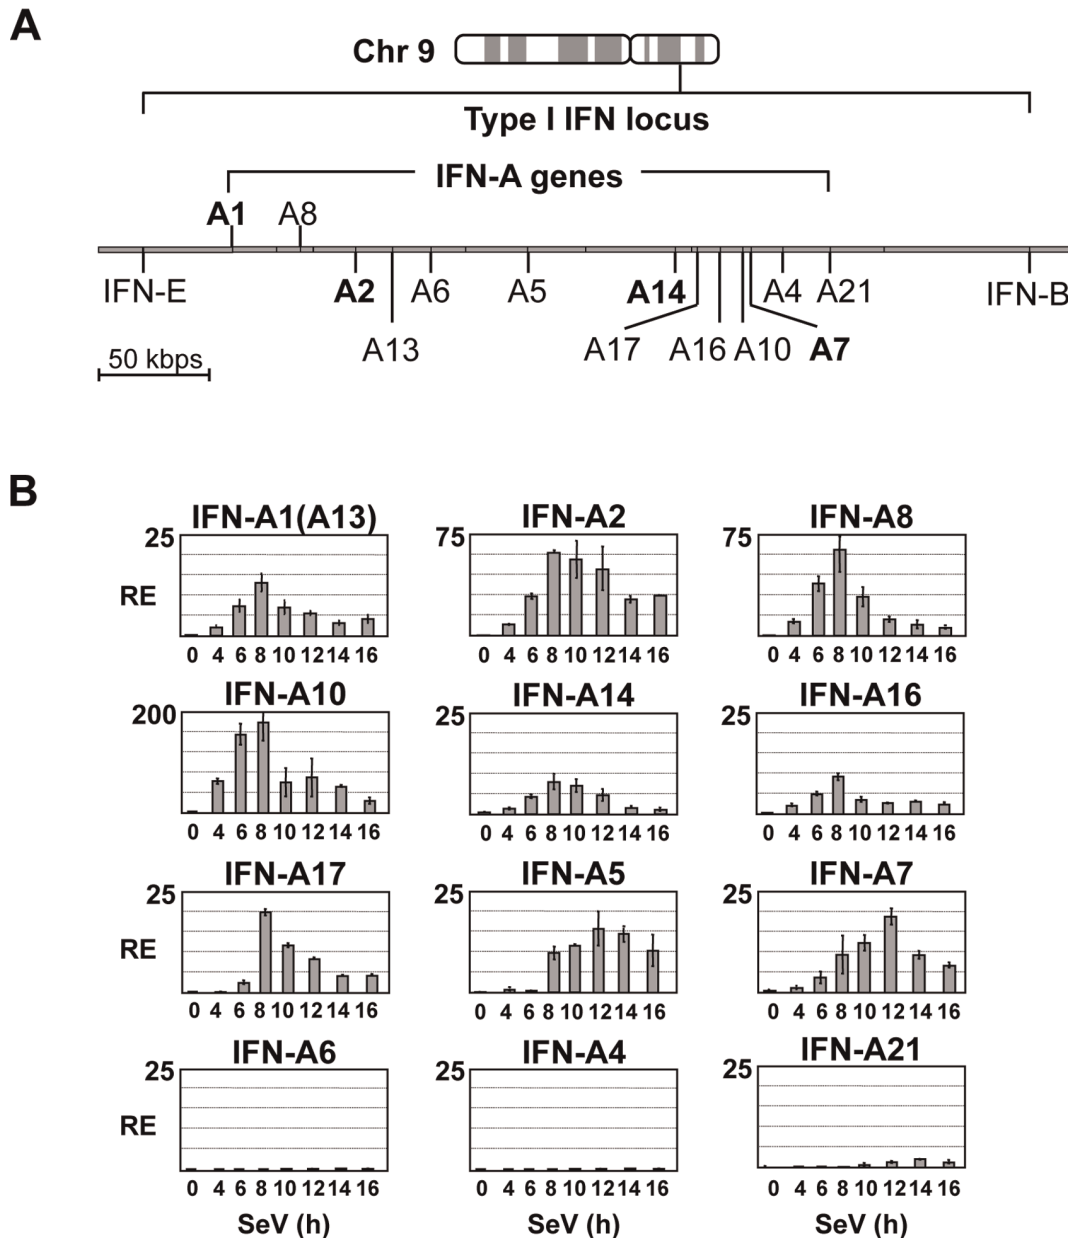 A
Chr 9
Type I IFN locus
IFN-A genes
A1 A8
IFN-E A2 A6 A5 A14 A4 A21 IFN-B
A13 A17 A16 A10 A7
50 kbps
B
IFN-A1(A13) IFN-A2 IFN-A8
25 75 75
RE
0 4 6 8 10 12 14 16 0 4 6 8 10 12 14 16 0 4 6 8 10 12 14 16
IFN-A10 IFN-A14 IFN-A16
200 25 25
0 4 6 8 10 12 14 16 0 4 6 8 10 12 14 16 0 4 6 8 10 12 14 16
IFN-A17 IFN-A5 IFN-A7
25 25 25
RE
0 4 6 8 10 12 14 16 0 4 6 8 10 12 14 16 0 4 6 8 10 12 14 16
IFN-A6 IFN-A4 IFN-A21
25 25 25
RE
0 4 6 8 10 12 14 16 0 4 6 8 10 12 14 16 0 4 6 8 10 12 14 16
SeV (h) SeV (h) SeV (h)